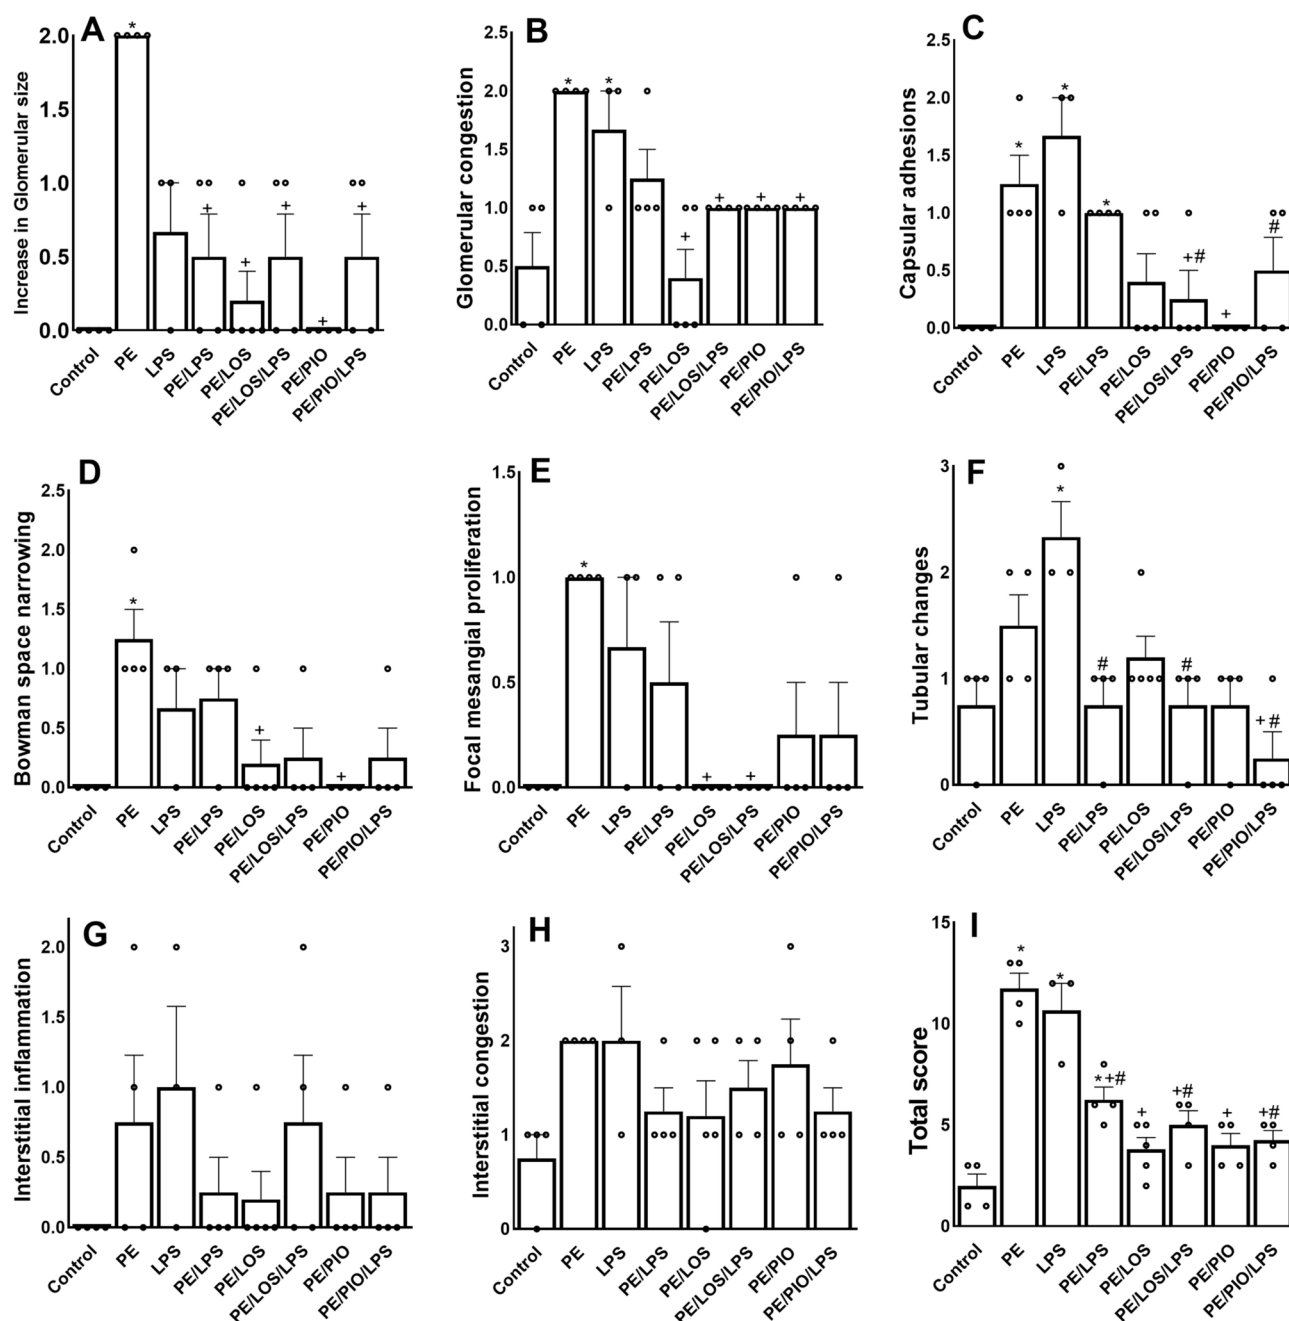 A
Increase in Glomerular size
2.0
1.5
1.0
0.5
0.0
*
+
+
+
+
+
Control
PE
LPS
PE/LPS
PE/LOS
PE/LOS/LPS
PE/PIO
PE/PIO/LPS
B
Glomerular congestion
2.5
2.0
1.5
1.0
0.5
0.0
*
*
+
+
+
+
Control
PE
LPS
PE/LPS
PE/LOS
PE/LOS/LPS
PE/PIO
PE/PIO/LPS
C
Capsular adhesions
2.5
2.0
1.5
1.0
0.5
0.0
*
*
*
+#
+
#
Control
PE
LPS
PE/LPS
PE/LOS
PE/LOS/LPS
PE/PIO
PE/PIO/LPS
D
Bowman space narrowing
2.5
2.0
1.5
1.0
0.5
0.0
*
+
+
Control
PE
LPS
PE/LPS
PE/LOS
PE/LOS/LPS
PE/PIO
PE/PIO/LPS
E
Focal mesangial proliferation
1.5
1.0
0.5
0.0
*
+
+
Control
PE
LPS
PE/LPS
PE/LOS
PE/LOS/LPS
PE/PIO
PE/PIO/LPS
F
Tubular changes
3
2
1
0
*
#
#
+#
Control
PE
LPS
PE/LPS
PE/LOS
PE/LOS/LPS
PE/PIO
PE/PIO/LPS
G
Interstitial inflammation
2.0
1.5
1.0
0.5
0.0
Control
PE
LPS
PE/LPS
PE/LOS
PE/LOS/LPS
PE/PIO
PE/PIO/LPS
H
Interstitial congestion
3
2
1
0
Control
PE
LPS
PE/LPS
PE/LOS
PE/LOS/LPS
PE/PIO
PE/PIO/LPS
I
Total score
15
10
5
0
*
*
*+#
+
+#
+
+#
Control
PE
LPS
PE/LPS
PE/LOS
PE/LOS/LPS
PE/PIO
PE/PIO/LPS